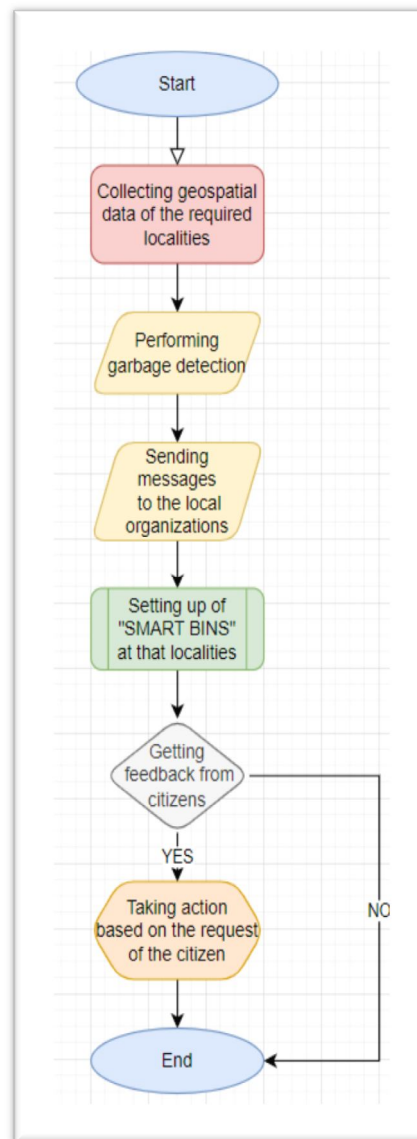 Start
Collecting geospatial
data of the required
localities
Performing
garbage detection
Sending
messages
to the local
organizations
Setting up of
"SMART BINS"
at that localities
Getting
feedback from
citizens
YES
NO
Taking action
based on the request
of the citizen
End